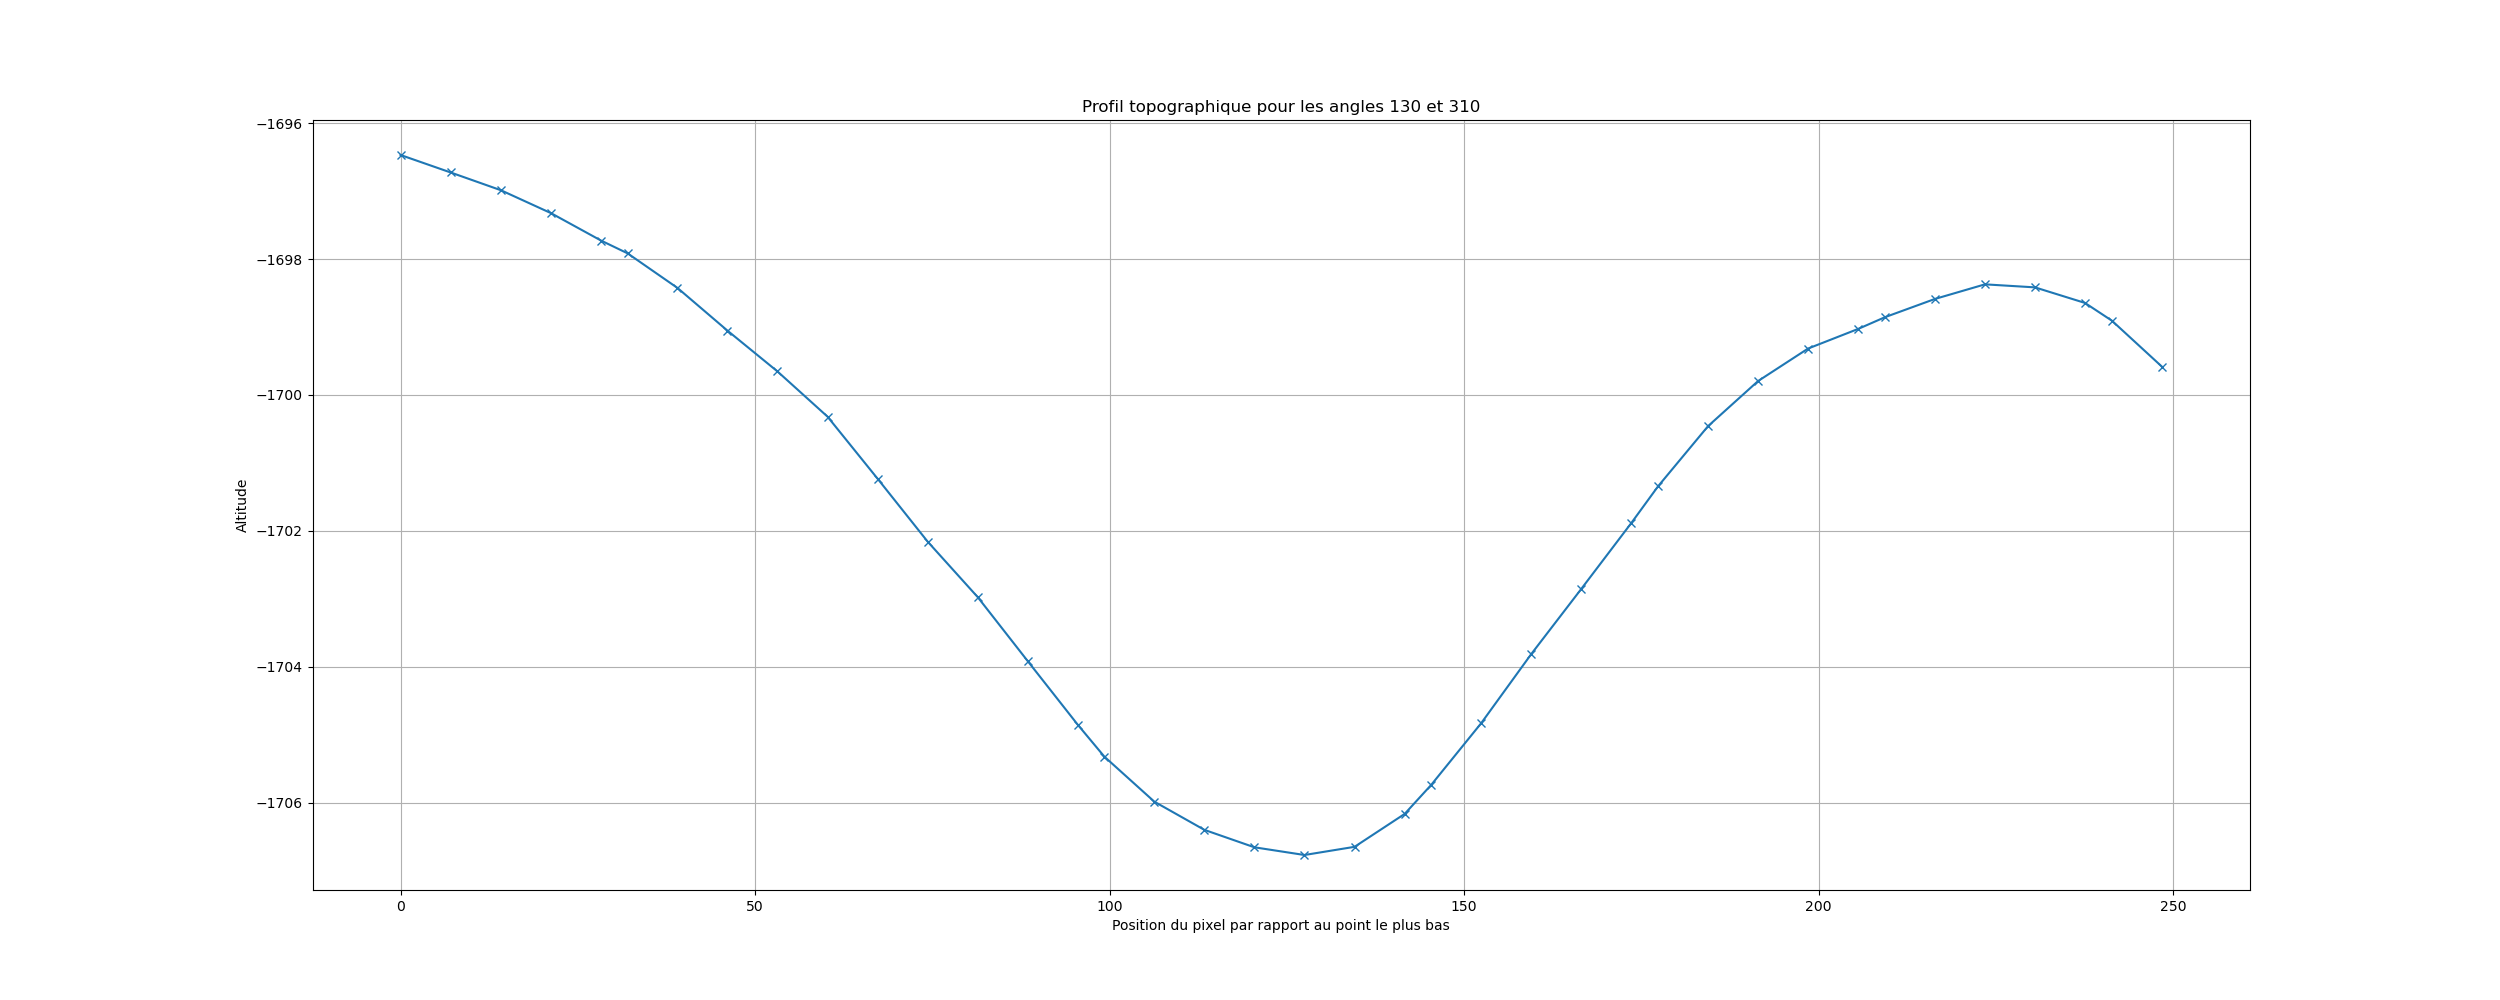 Profil topographique pour les angles 130 et 310
−1696
−1698
−1700
−1702
−1704
−1706
Altitude
0 50 100 150 200 250
Position du pixel par rapport au point le plus bas